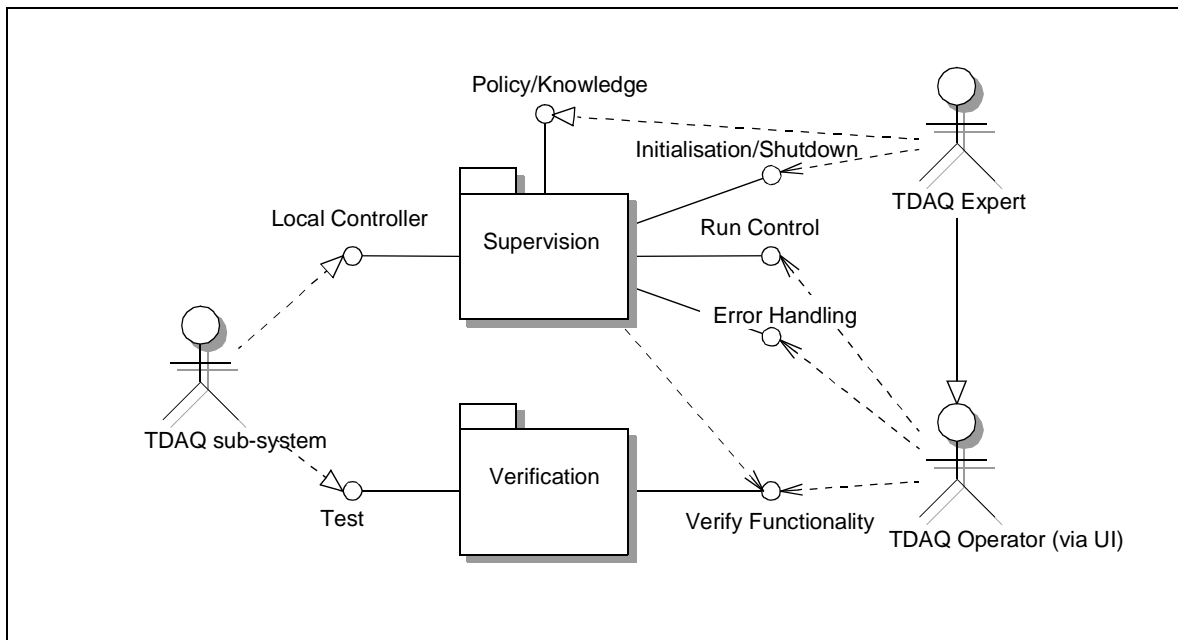 Policy/Knowledge
Initialisation/Shutdown
TDAQ Expert
Local Controller
Supervision
Run Control
Error Handling
TDAQ sub-system
Verification
Test
Verify Functionality
TDAQ Operator (via UI)